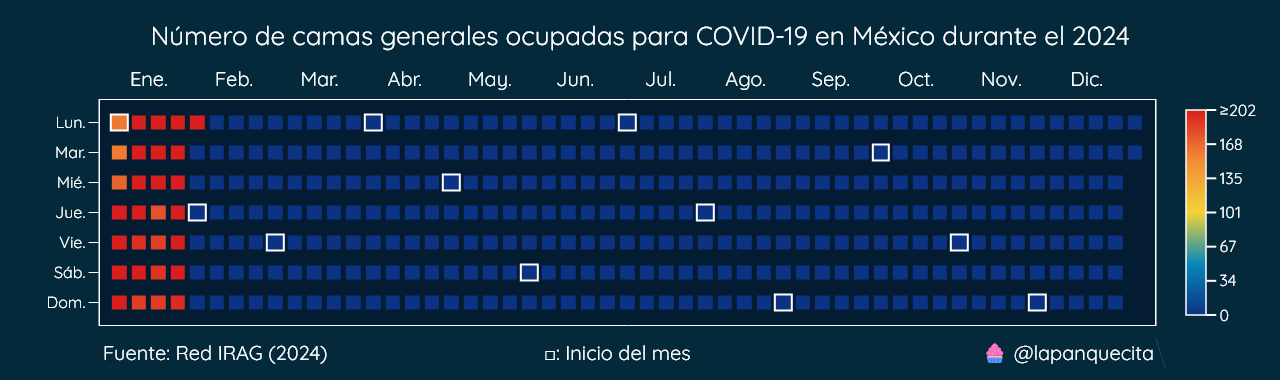 Número de camas generales ocupadas para COVID-19 en México durante el 2024
Ene. Feb. Mar. Abr. May. Jun. Jul. Ago. Sep. Oct. Nov. Dic.
Lun.
Mar.
Mié.
Jue.
Vie.
Sáb.
Dom.
≥202
168
135
101
67
34
0
Fuente: Red IRAG (2024)
□: Inicio del mes
@lapanquecita